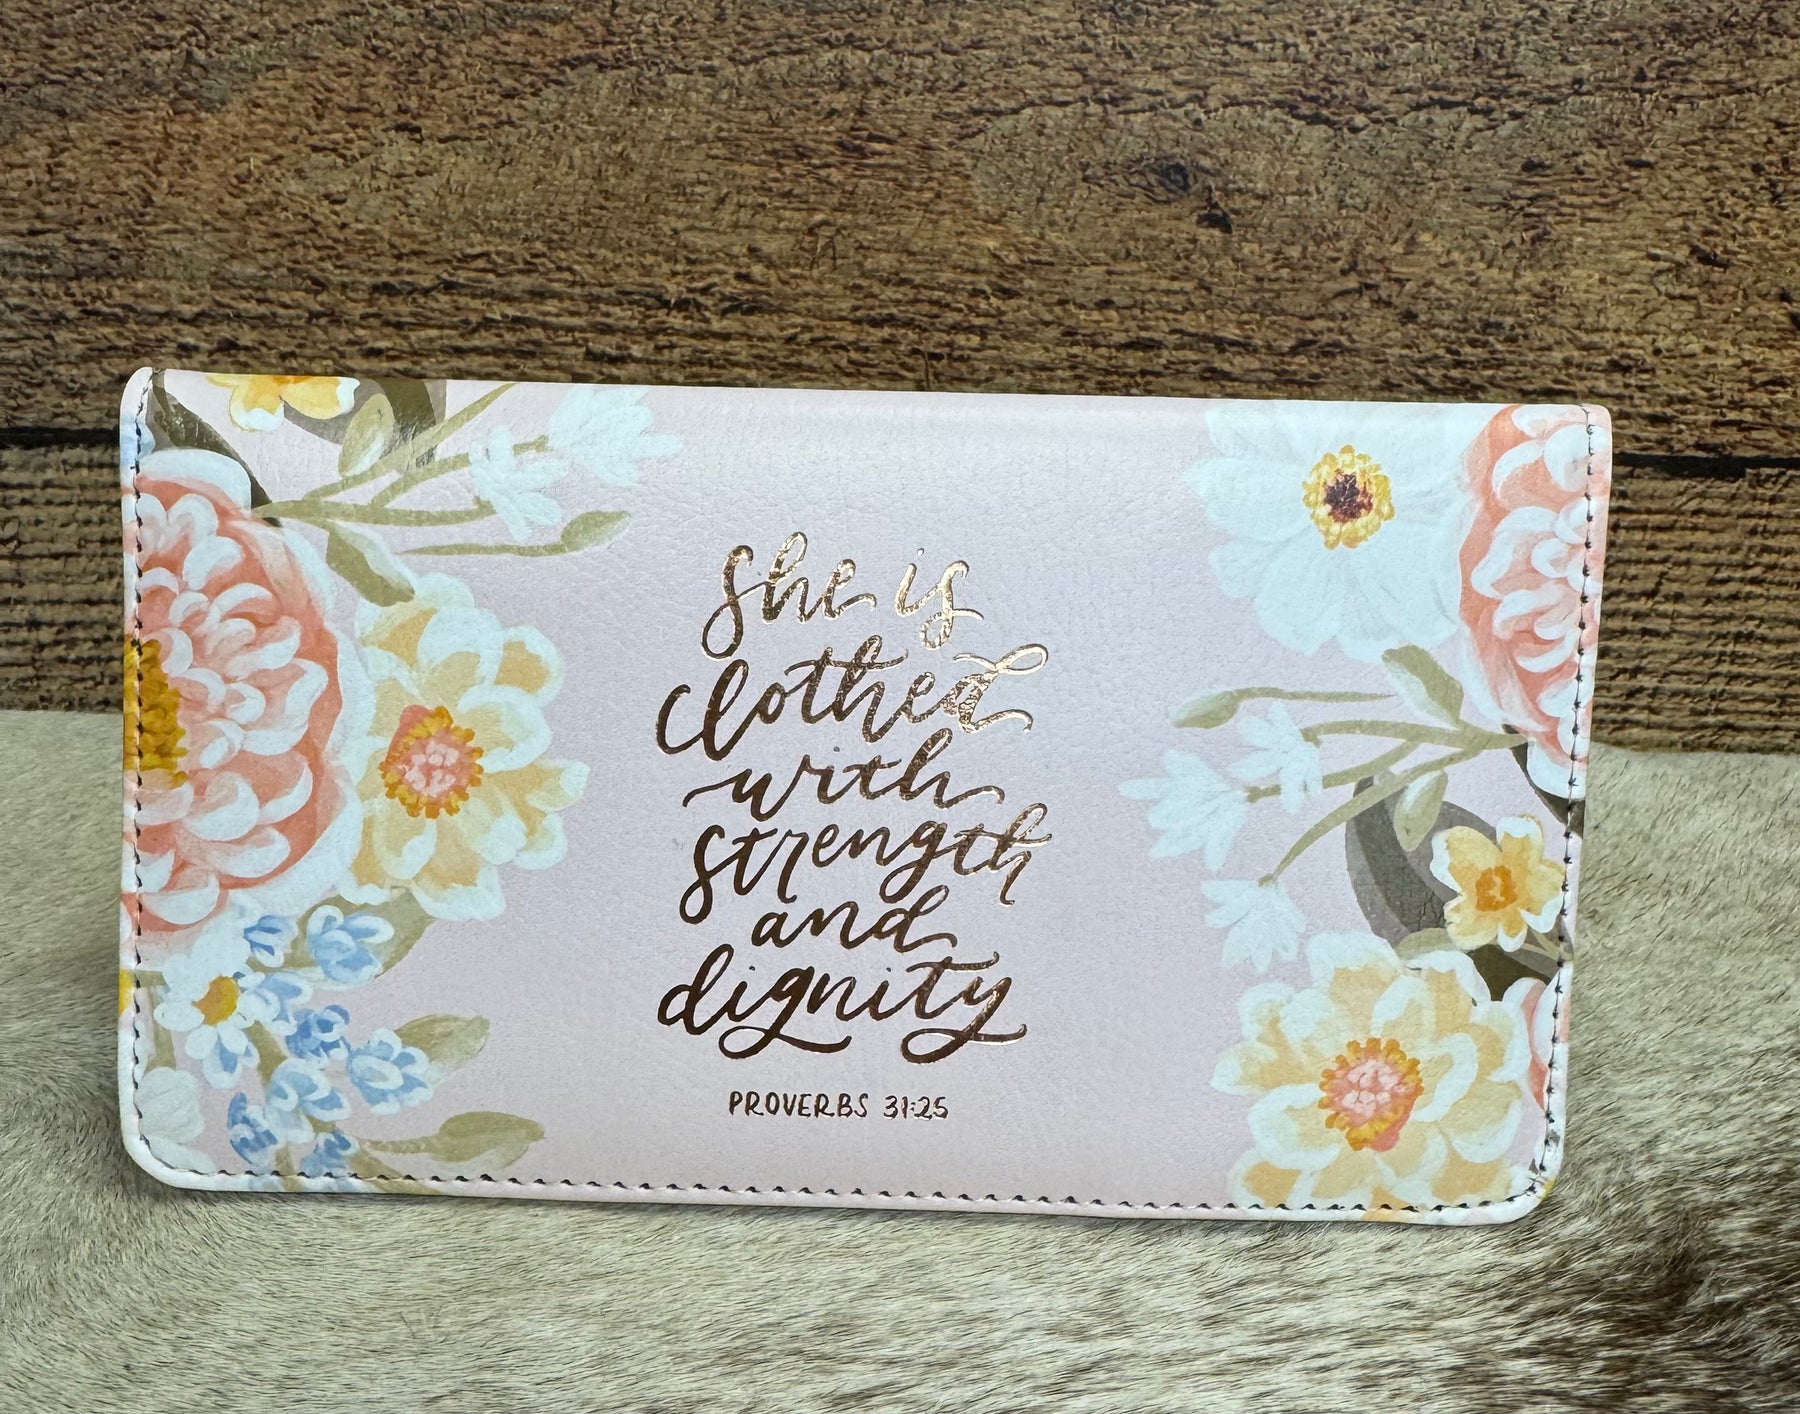 She is
clothed
with
strength
and
dignity
PROVERBS 31:25